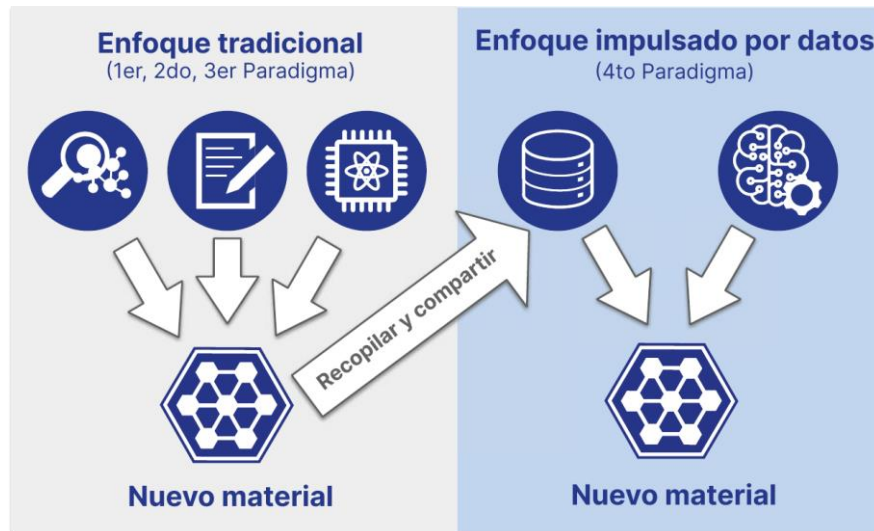 Enfoque tradicional
(1er, 2do, 3er Paradigma)
Recopilar y compartir
Nuevo material
Enfoque impulsado por datos
(4to Paradigma)
Nuevo material